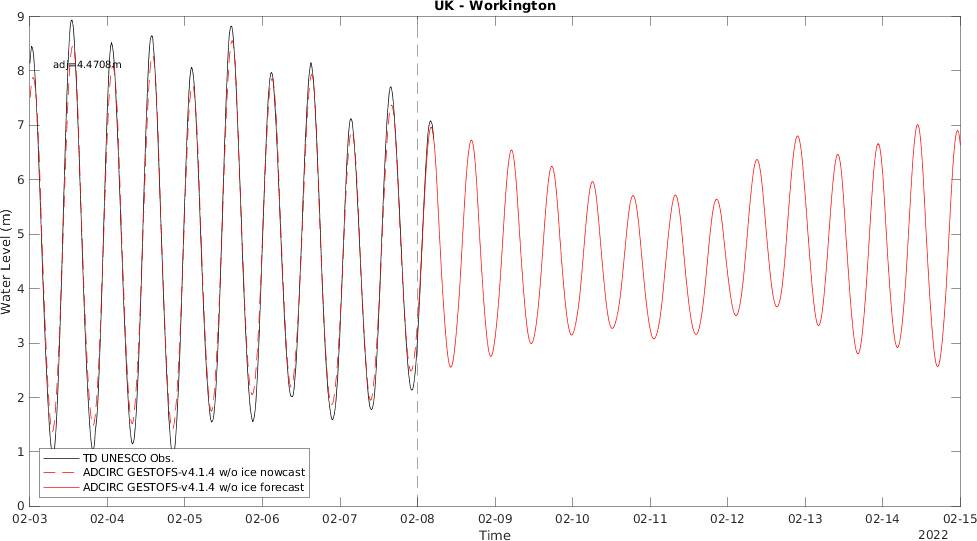 UK - Workington
9
8
7
6
5
4
3
2
1
0
Water Level (m)
adj=4.4708m
TD UNESCO Obs.
ADCIRC GESTOFS-v4.1.4 w/o ice nowcast
ADCIRC GESTOFS-v4.1.4 w/o ice forecast
02-03 02-04 02-05 02-06 02-07 02-08 02-09 02-10 02-11 02-12 02-13 02-14 02-15
Time
2022